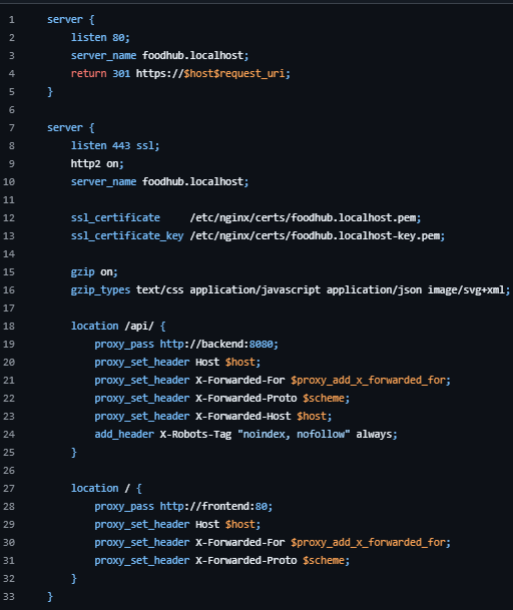 1 server {
2 listen 80;
3 server_name foodhub.localhost;
4 return 301 https://$host$request_uri;
5 }
6
7 server {
8 listen 443 ssl;
9 http2 on;
10 server_name foodhub.localhost;
11
12 ssl_certificate /etc/nginx/certs/foodhub.localhost.pem;
13 ssl_certificate_key /etc/nginx/certs/foodhub.localhost-key.pem;
14
15 gzip on;
16 gzip_types text/css application/javascript application/json image/svg+xml;
17
18 location /api/ {
19 proxy_pass http://backend:8080;
20 proxy_set_header Host $host;
21 proxy_set_header X-Forwarded-For $proxy_add_x_forwarded_for;
22 proxy_set_header X-Forwarded-Proto $scheme;
23 proxy_set_header X-Forwarded-Host $host;
24 add_header X-Robots-Tag "noindex, nofollow" always;
25 }
26
27 location / {
28 proxy_pass http://frontend:80;
29 proxy_set_header Host $host;
30 proxy_set_header X-Forwarded-For $proxy_add_x_forwarded_for;
31 proxy_set_header X-Forwarded-Proto $scheme;
32 }
33 }